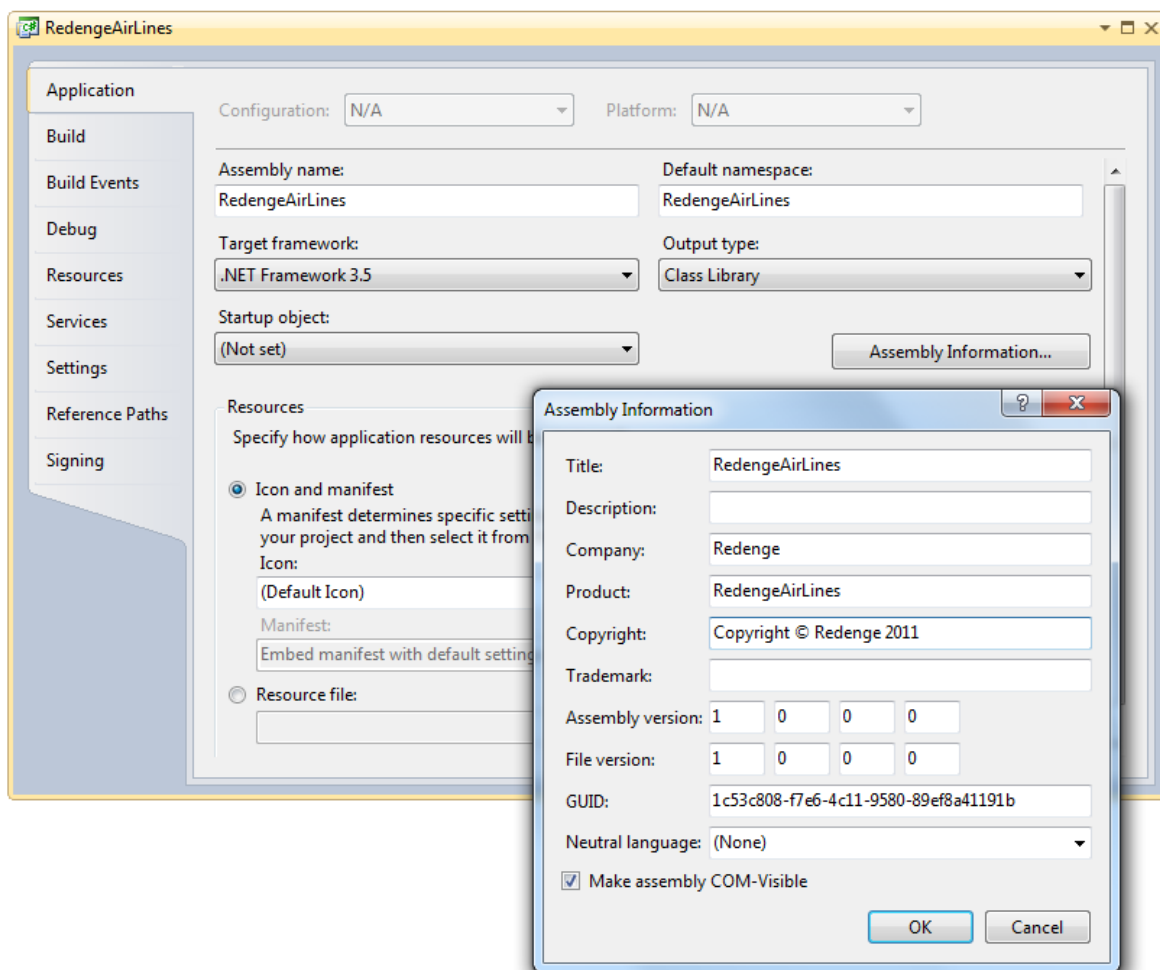 RedengeAirLines
Application
Build
Build Events
Debug
Resources
Services
Settings
Reference Paths
Signing
Configuration: N/A Platform: N/A
Assembly name: Default namespace:
RedengeAirLines RedengeAirLines
Target framework: Output type:
.NET Framework 3.5 Class Library
Startup object:
(Not set) Assembly Information...
Resources
Specify how application resources will b
Icon and manifest
A manifest determines specific setti
your project and then select it from
Icon:
(Default Icon)
Manifest:
Embed manifest with default setting
Resource file:
Assembly Information
Title: RedengeAirLines
Description:
Company: Redenge
Product: RedengeAirLines
Copyright: Copyright © Redenge 2011
Trademark:
Assembly version: 1 0 0 0
File version: 1 0 0 0
GUID: 1c53c808-f7e6-4c11-9580-89ef8a41191b
Neutral language: (None)
Make assembly COM-Visible
OK Cancel